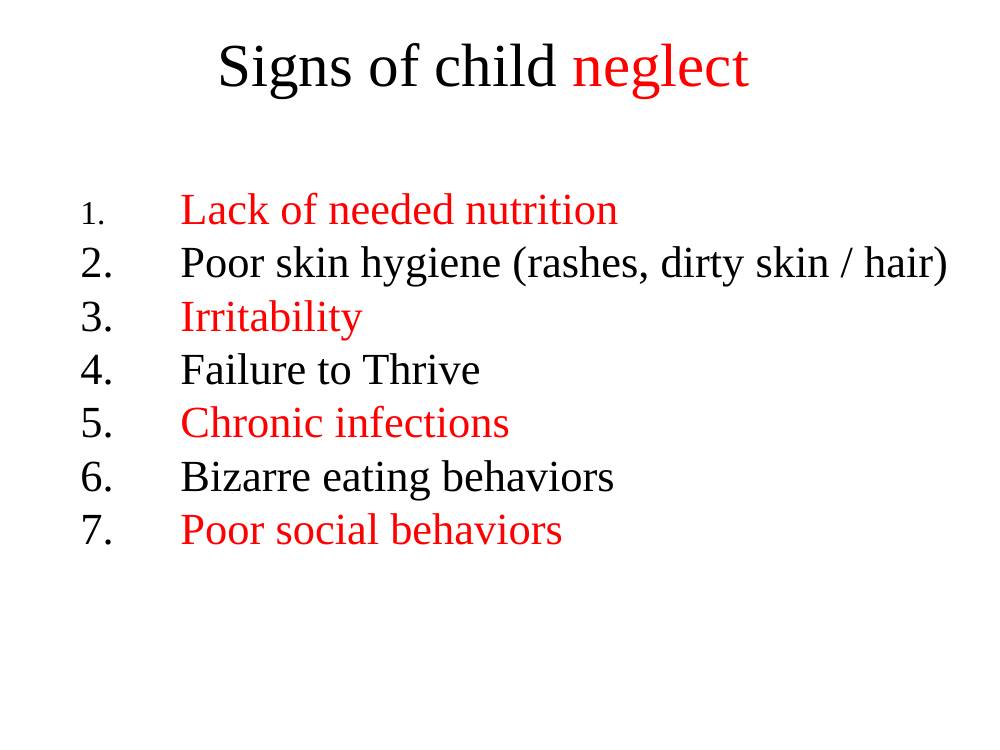 Signs of child neglect
1. Lack of needed nutrition
2. Poor skin hygiene (rashes, dirty skin / hair)
3. Irritability
4. Failure to Thrive
5. Chronic infections
6. Bizarre eating behaviors
7. Poor social behaviors